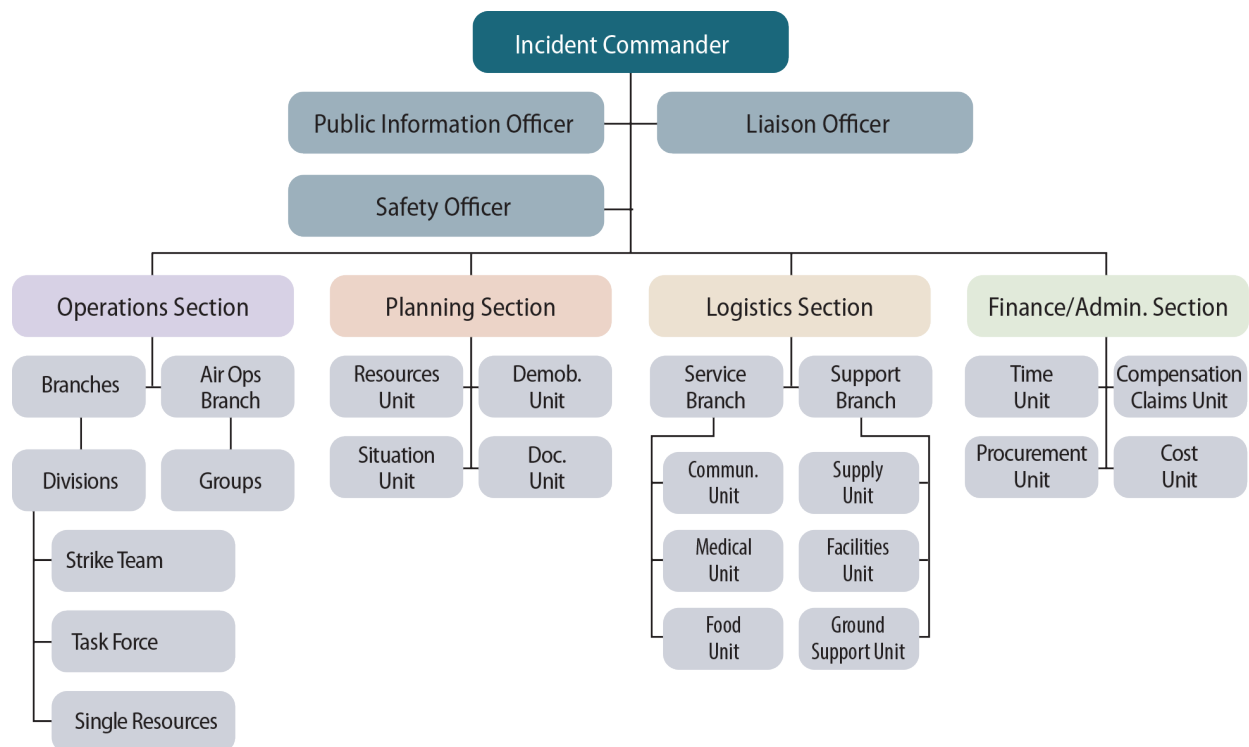 Incident Commander
Public Information Officer
Liaison Officer
Safety Officer
Operations Section
Planning Section
Logistics Section
Finance/Admin. Section
Branches
Air Ops
Branch
Divisions
Groups
Strike Team
Task Force
Single Resources
Resources
Unit
Demob.
Unit
Situation
Unit
Doc.
Unit
Service
Branch
Support
Branch
Commun.
Unit
Supply
Unit
Medical
Unit
Facilities
Unit
Food
Unit
Ground
Support Unit
Time
Unit
Compensation
Claims Unit
Procurement
Unit
Cost
Unit